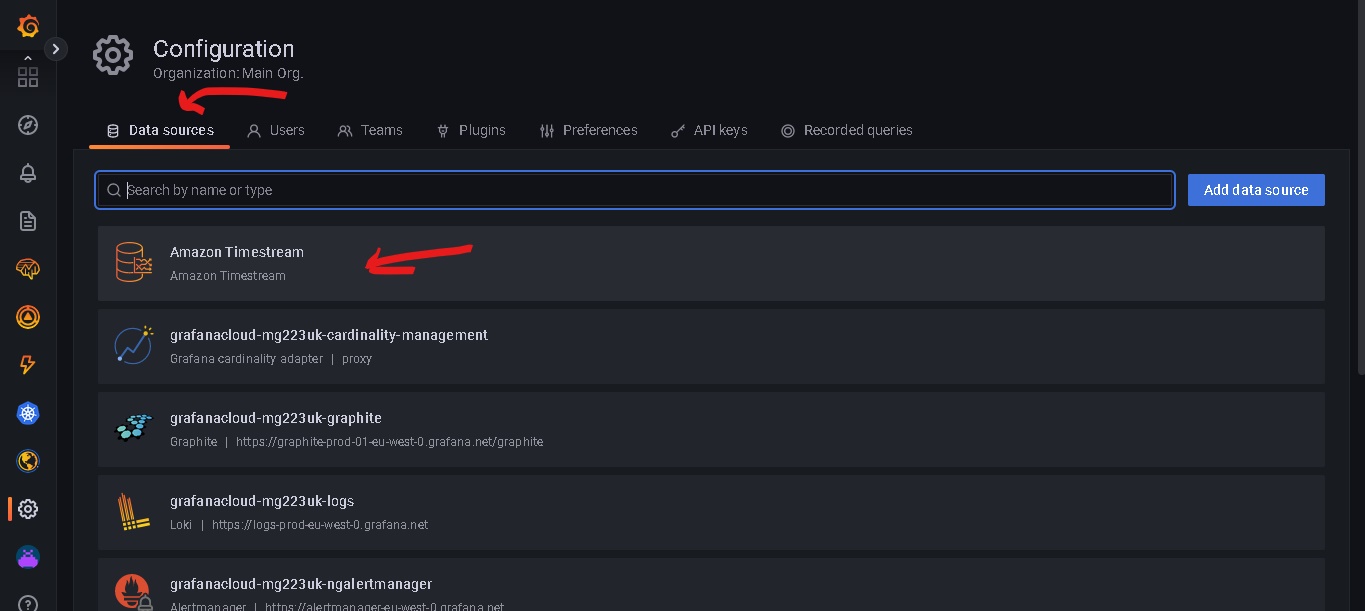 Configuration
Organization: Main Org.
Data sources Users Teams Plugins Preferences API keys Recorded queries
Search by name or type Add data source
Amazon Timestream
Amazon Timestream
grafanacloud-mg223uk-cardinality-management
Grafana cardinality adapter | proxy
grafanacloud-mg223uk-graphite
Graphite | https://graphite-prod-01-eu-west-0.grafana.net/graphite
grafanacloud-mg223uk-logs
Loki | https://logs-prod-eu-west-0.grafana.net
grafanacloud-mg223uk-ngalertmanager
Alertmanager | https://alertmanager-eu-west-0.grafana.net